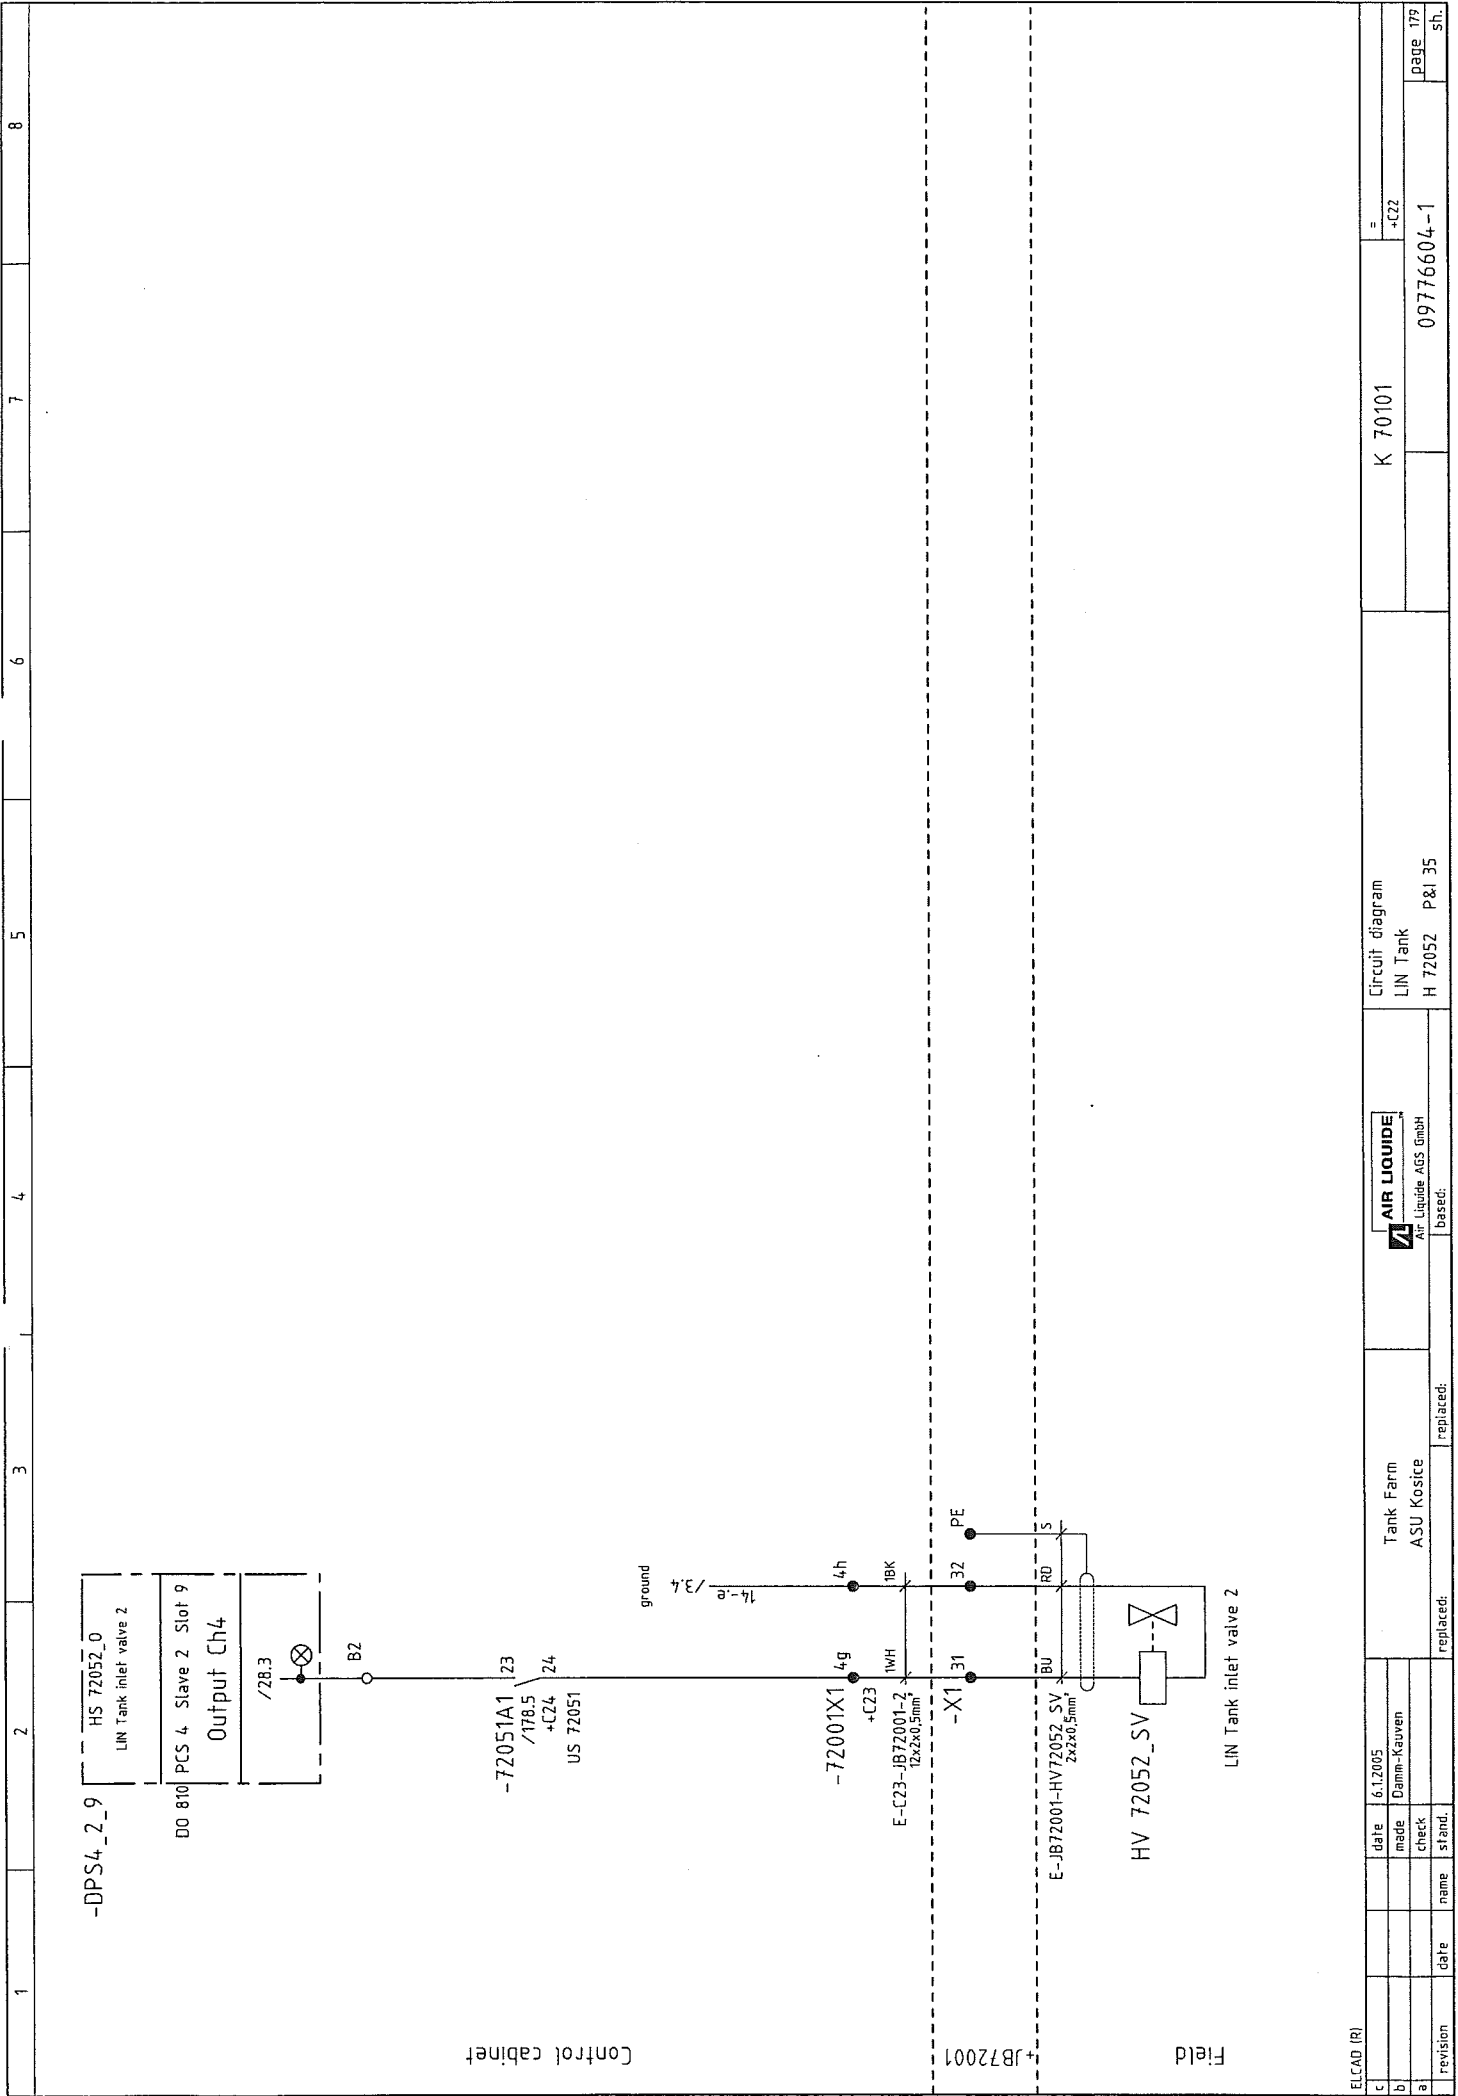 1 2 3 4 5 6 7 8
-DPS4_2_9
HS 72052_O
LIN Tank inlet valve 2
DO 810 PCS 4 Slave 2 Slot 9
Output Ch4
/28.3
B2
-72051A1 23
/178.5
+C24 24
US 72051
ground
14-.e /3.4
-72001X1 4g 4h
+C23
E-C23-JB72001-2 1WH 1BK
12x2x0,5mm²
-X1 31 32 PE
E-JB72001-HV72052_SV BU RD S
2x2x0,5mm²
HV 72052_SV
LIN Tank inlet valve 2
Control cabinet
+JB72001
Field
ELCAD (R)
c
b
a
revision date name stand.
date 6.1.2005
made Damm-Kauven
check
Tank Farm
ASU Kosice
replaced: replaced: based:
AIR LIQUIDE™
Air Liquide AGS GmbH
Circuit diagram
LIN Tank
H 72052 P&I 35
K 70101
=
+C22
09776604-1
page 179
sh.